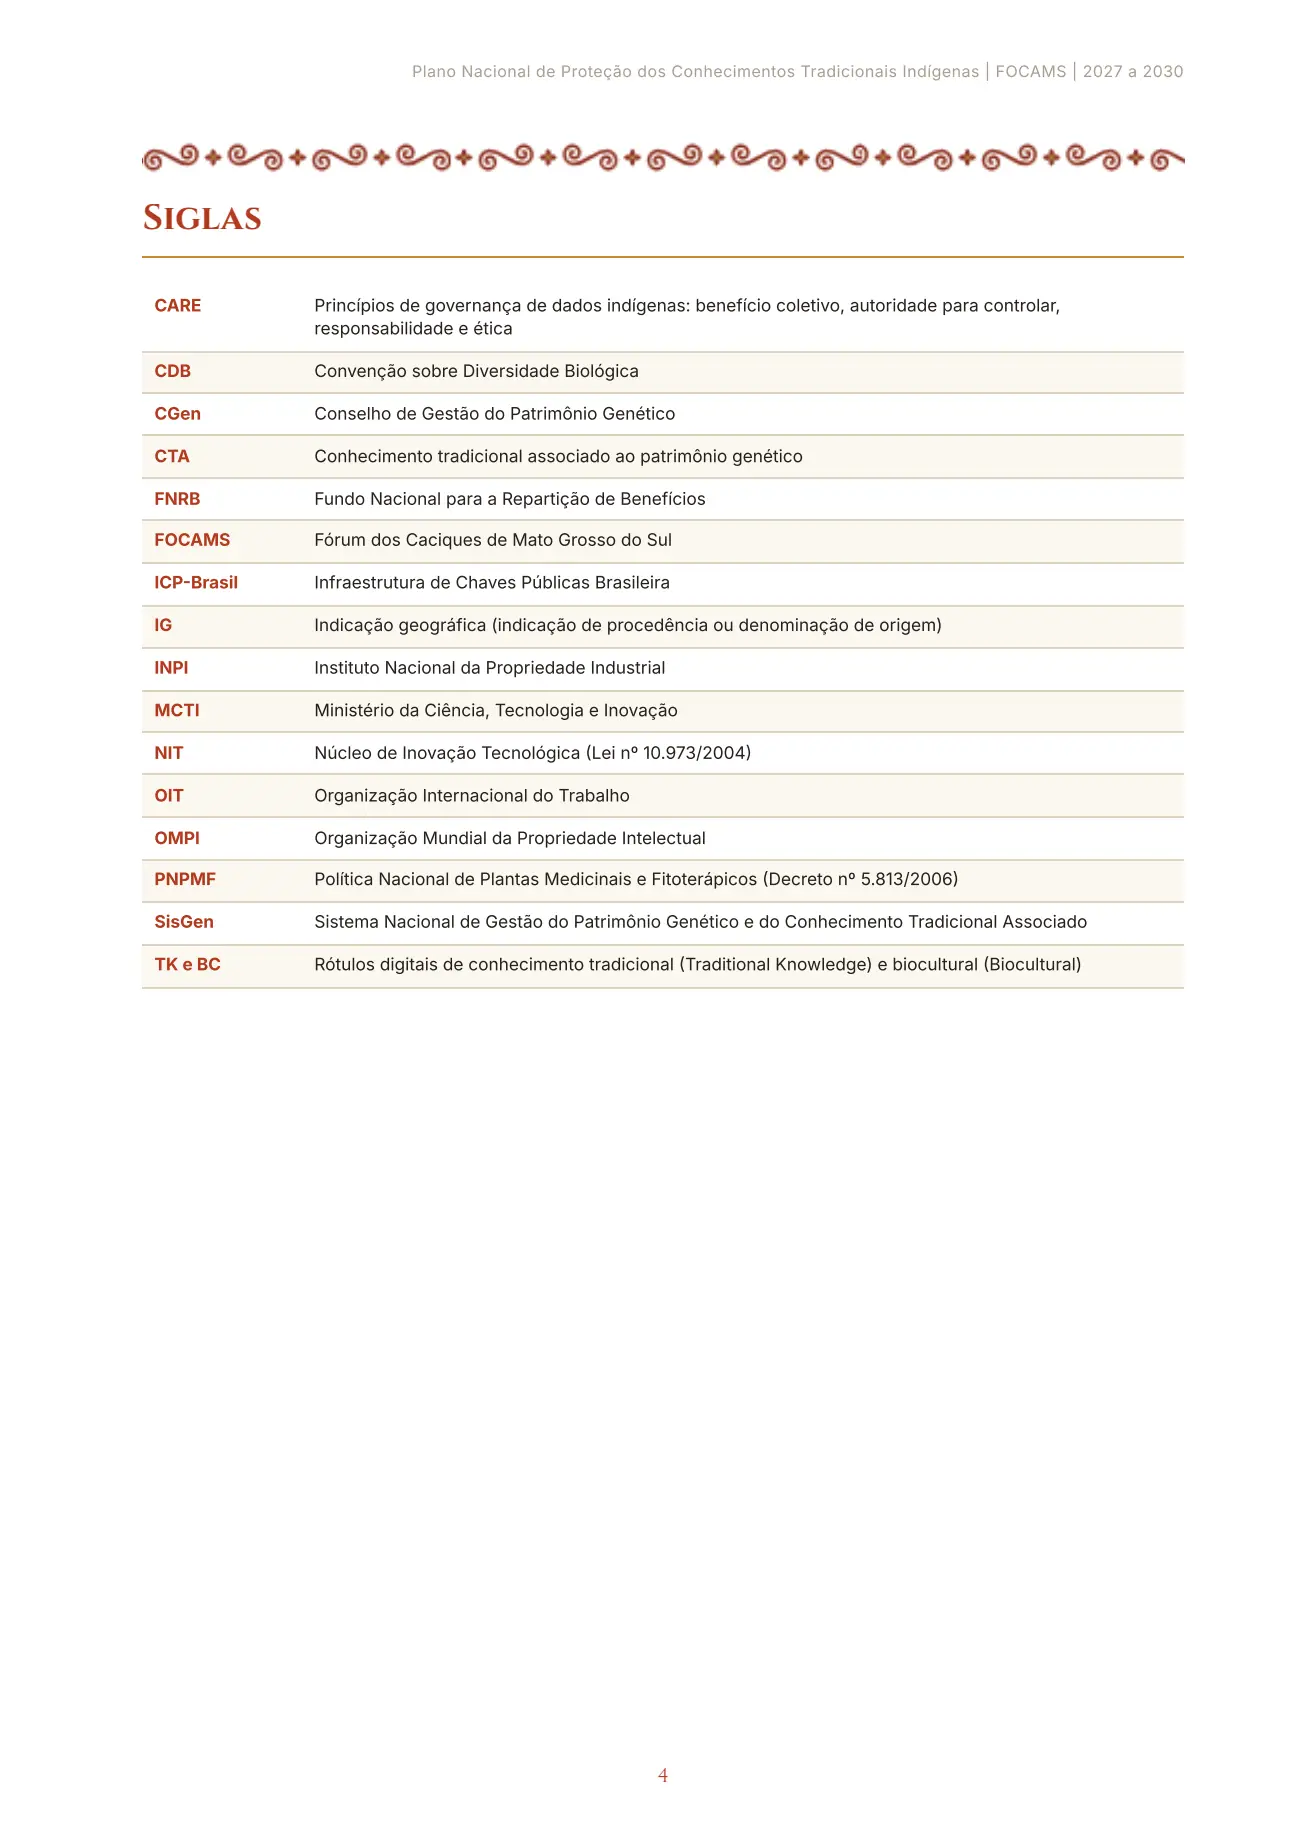 Plano Nacional de Proteção dos Conhecimentos Tradicionais Indígenas | FOCAMS | 2027 a 2030
Siglas
CARE Princípios de governança de dados indígenas: benefício coletivo, autoridade para controlar,
responsabilidade e ética
CDB Convenção sobre Diversidade Biológica
CGen Conselho de Gestão do Patrimônio Genético
CTA Conhecimento tradicional associado ao patrimônio genético
FNRB Fundo Nacional para a Repartição de Benefícios
FOCAMS Fórum dos Caciques de Mato Grosso do Sul
ICP-Brasil Infraestrutura de Chaves Públicas Brasileira
IG Indicação geográfica (indicação de procedência ou denominação de origem)
INPI Instituto Nacional da Propriedade Industrial
MCTI Ministério da Ciência, Tecnologia e Inovação
NIT Núcleo de Inovação Tecnológica (Lei nº 10.973/2004)
OIT Organização Internacional do Trabalho
OMPI Organização Mundial da Propriedade Intelectual
PNPMF Política Nacional de Plantas Medicinais e Fitoterápicos (Decreto nº 5.813/2006)
SisGen Sistema Nacional de Gestão do Patrimônio Genético e do Conhecimento Tradicional Associado
TK e BC Rótulos digitais de conhecimento tradicional (Traditional Knowledge) e biocultural (Biocultural)
4